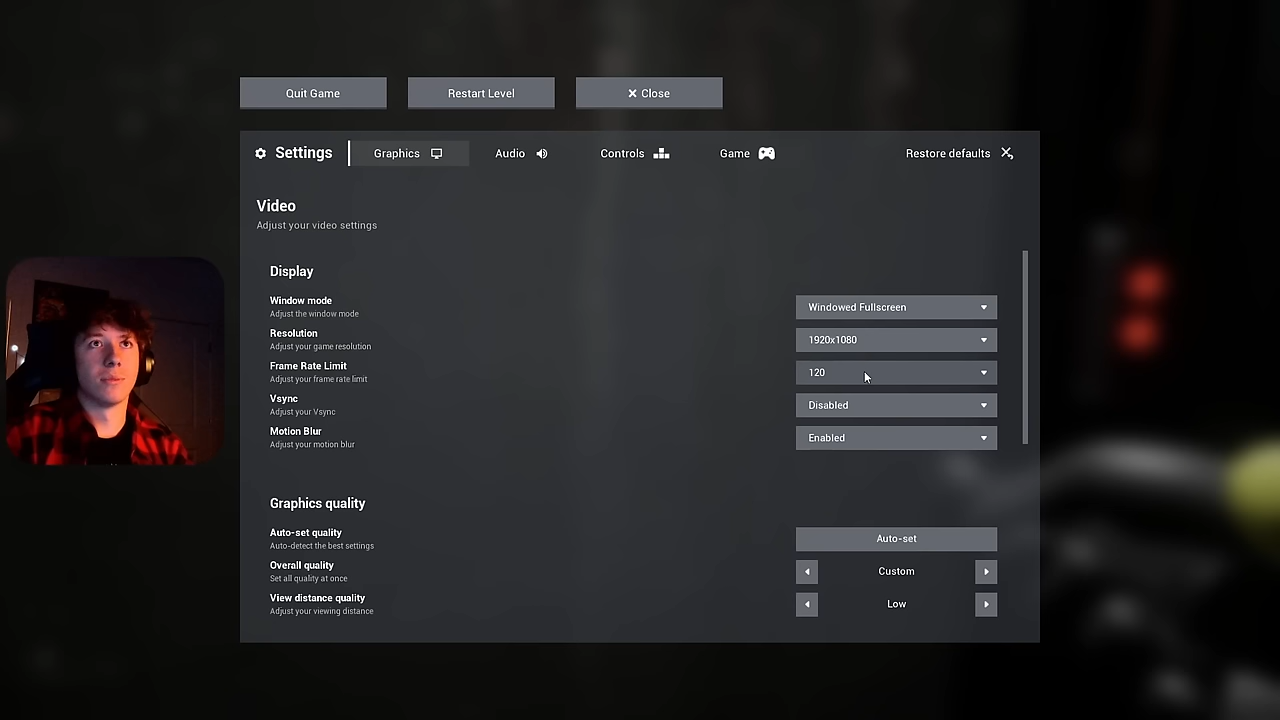 Quit Game
Restart Level
Close
Settings
Graphics
Audio
Controls
Game
Restore defaults
Video
Adjust your video settings
Display
Window mode
Adjust the window mode
Windowed Fullscreen
Resolution
Adjust your game resolution
1920x1080
Frame Rate Limit
Adjust your frame rate limit
120
Vsync
Adjust your Vsync
Disabled
Motion Blur
Adjust your motion blur
Enabled
Graphics quality
Auto-set quality
Auto-detect the best settings
Auto-set
Overall quality
Set all quality at once
Custom
View distance quality
Adjust your viewing distance
Low